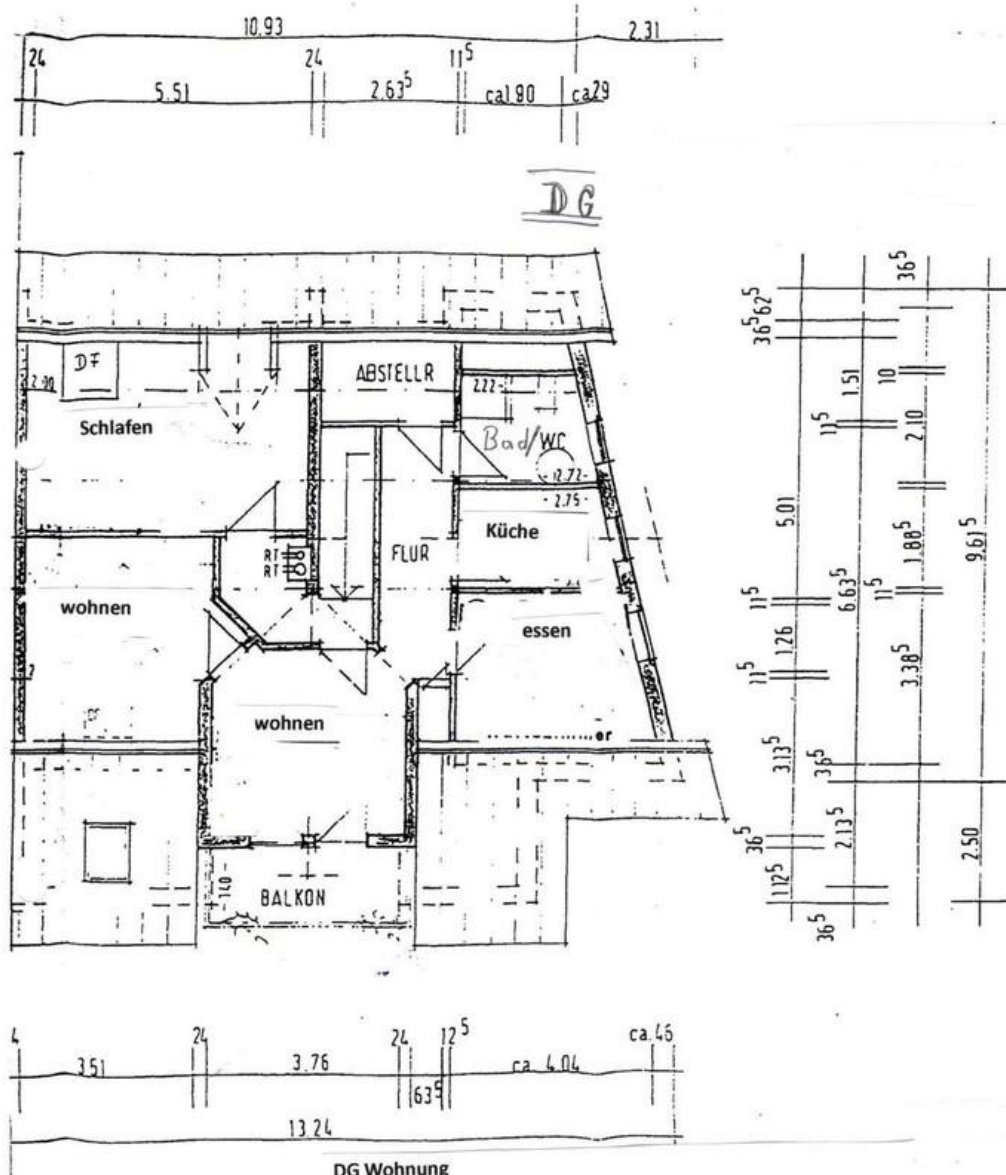 10.93
2.31
24
24
11⁵
5.51
2.63⁵
ca1 80
ca29
DG
36⁵
62⁵
36⁵
DF
ABSTELLR
2.22
1.51
10
Schlafen
Bad/WC
11⁵
2.10
2.72
2.75
5.01
Küche
RT
RT
FLUR
1.88⁵
9.61⁵
wohnen
essen
11⁵
6.63⁵
11⁵
1.26
11⁵
3.38⁵
wohnen
er
3.13⁵
36⁵
36⁵
2.13⁵
2.50
1.40
BALKON
1.12⁵
36⁵
4
24
24
12⁵
ca. 46
3.51
3.76
63⁵
ca. 4.04
13.24
DG Wohnung